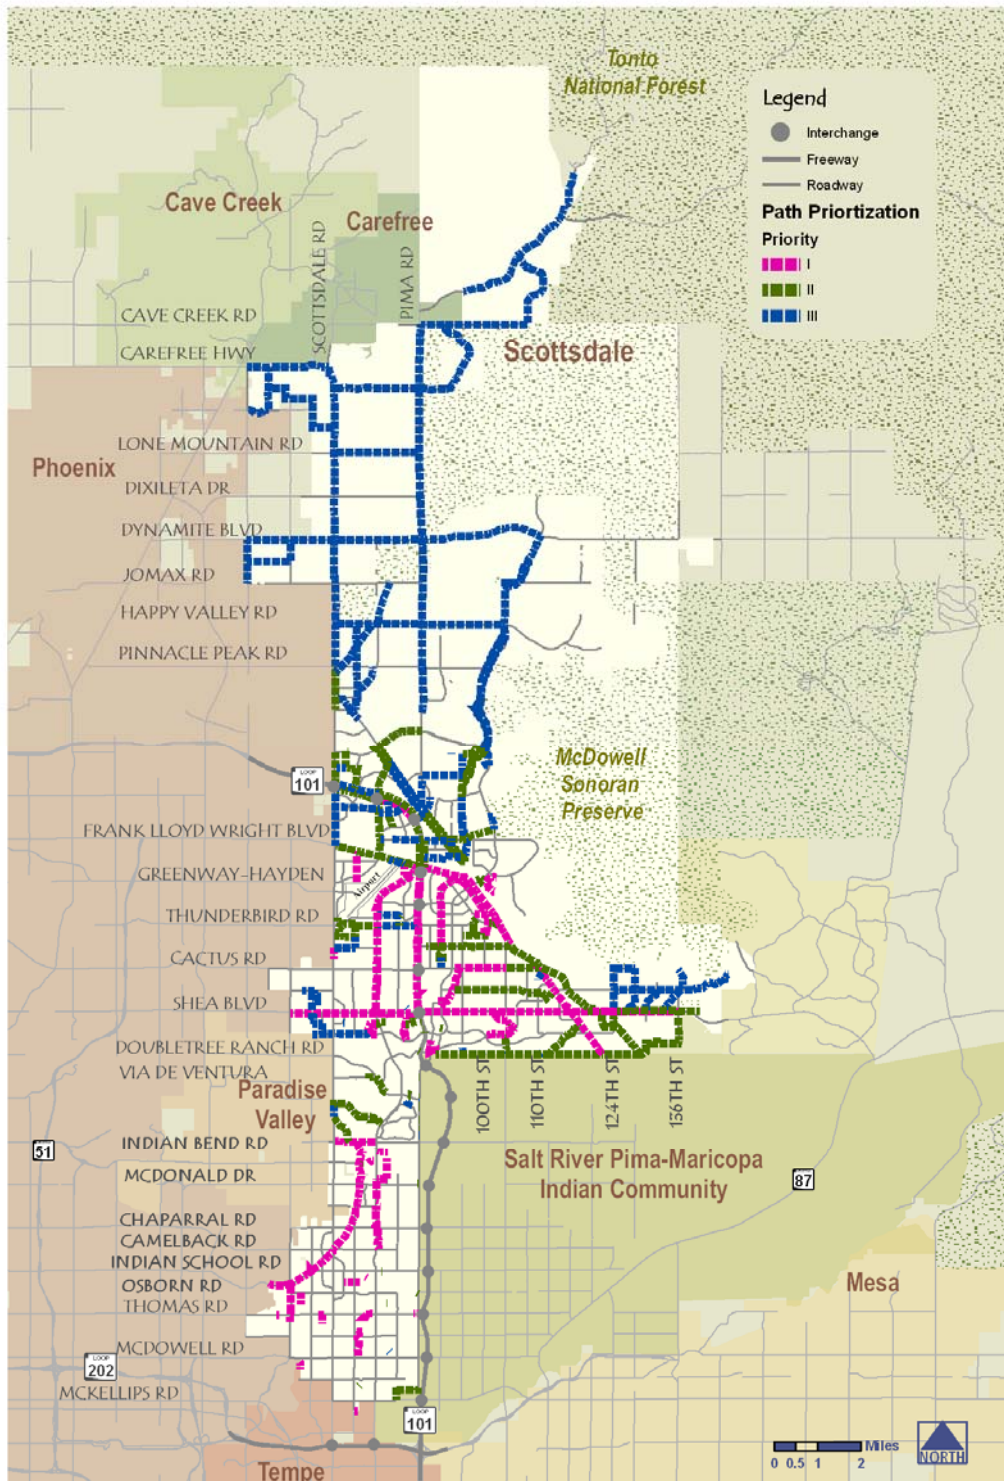 Tonto
National Forest
Legend
Interchange
Freeway
Roadway
Path Priortization
Priority
I
II
III
Cave Creek
Carefree
SCOTTSDALE RD
PIMA RD
CAVE CREEK RD
CAREFREE HWY
Scottsdale
LONE MOUNTAIN RD
Phoenix
DIXILETA DR
DYNAMITE BLVD
JOMAX RD
HAPPY VALLEY RD
PINNACLE PEAK RD
McDowell
Sonoran
Preserve
LOOP
101
FRANK LLOYD WRIGHT BLVD
GREENWAY-HAYDEN
Airport
THUNDERBIRD RD
CACTUS RD
SHEA BLVD
DOUBLETREE RANCH RD
VIA DE VENTURA
100TH ST
110TH ST
124TH ST
136TH ST
Paradise
Valley
51
INDIAN BEND RD
MCDONALD DR
Salt River Pima-Maricopa
Indian Community
87
CHAPARRAL RD
CAMELBACK RD
INDIAN SCHOOL RD
OSBORN RD
THOMAS RD
Mesa
MCDOWELL RD
LOOP
202
MCKELLIPS RD
LOOP
101
Tempe
Miles
0 0.5 1 2
NORTH